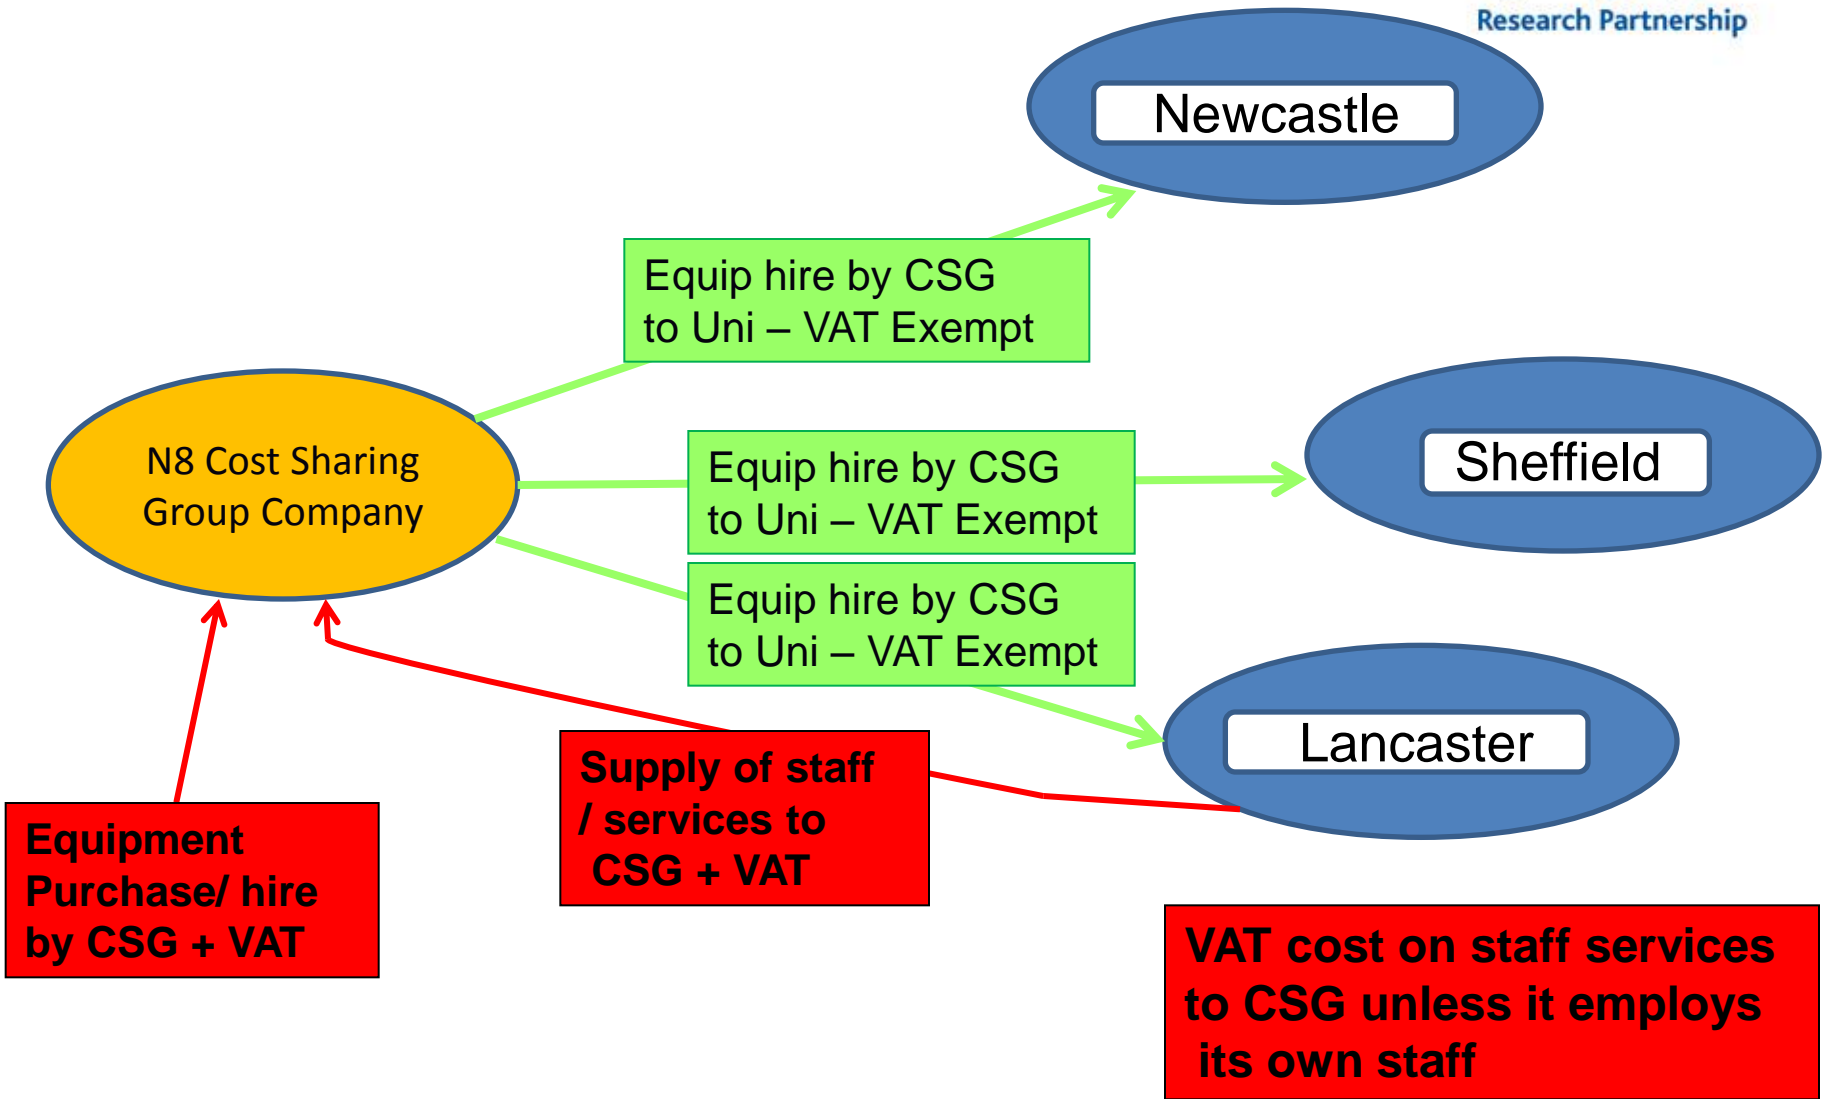 Research Partnership
Newcastle
Equip hire by CSG
to Uni – VAT Exempt
N8 Cost Sharing
Group Company
Equip hire by CSG
to Uni – VAT Exempt
Sheffield
Equip hire by CSG
to Uni – VAT Exempt
Lancaster
Supply of staff
/ services to
CSG + VAT
Equipment
Purchase/ hire
by CSG + VAT
VAT cost on staff services
to CSG unless it employs
its own staff